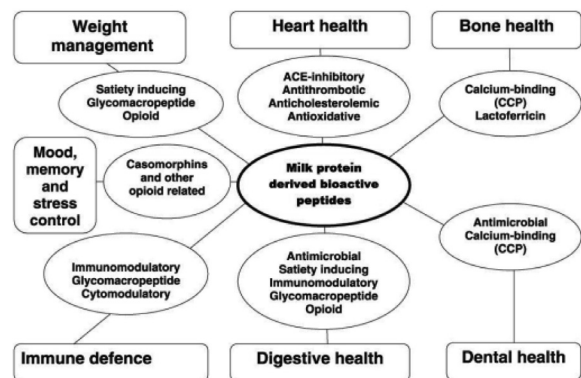 Weight
management
Heart health
Bone health
Satiety inducing
Glycomacropeptide
Opioid
ACE-inhibitory
Antithrombotic
Anticholesterolemic
Antioxidative
Calcium-binding
(CCP)
Lactoferricin
Mood,
memory
and
stress
control
Casomorphins
and other
opioid related
Milk protein
derived bioactive
peptides
Immunomodulatory
Glycomacropeptide
Cytomodulatory
Antimicrobial
Satiety inducing
Immunomodulatory
Glycomacropeptide
Opioid
Antimicrobial
Calcium-binding
(CCP)
Immune defence
Digestive health
Dental health